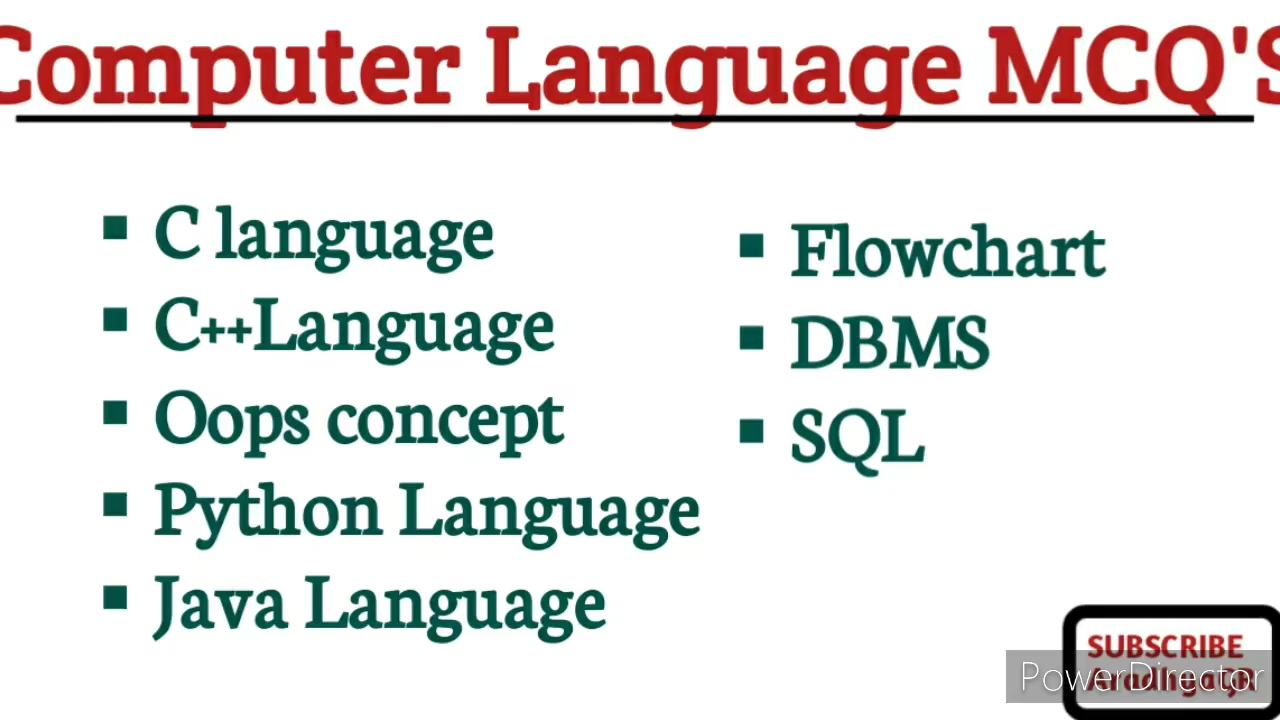 Computer Language MCQ'S
C language
C++Language
Oops concept
Python Language
Java Language
Flowchart
DBMS
SQL
SUBSCRIBE
PowerDirector